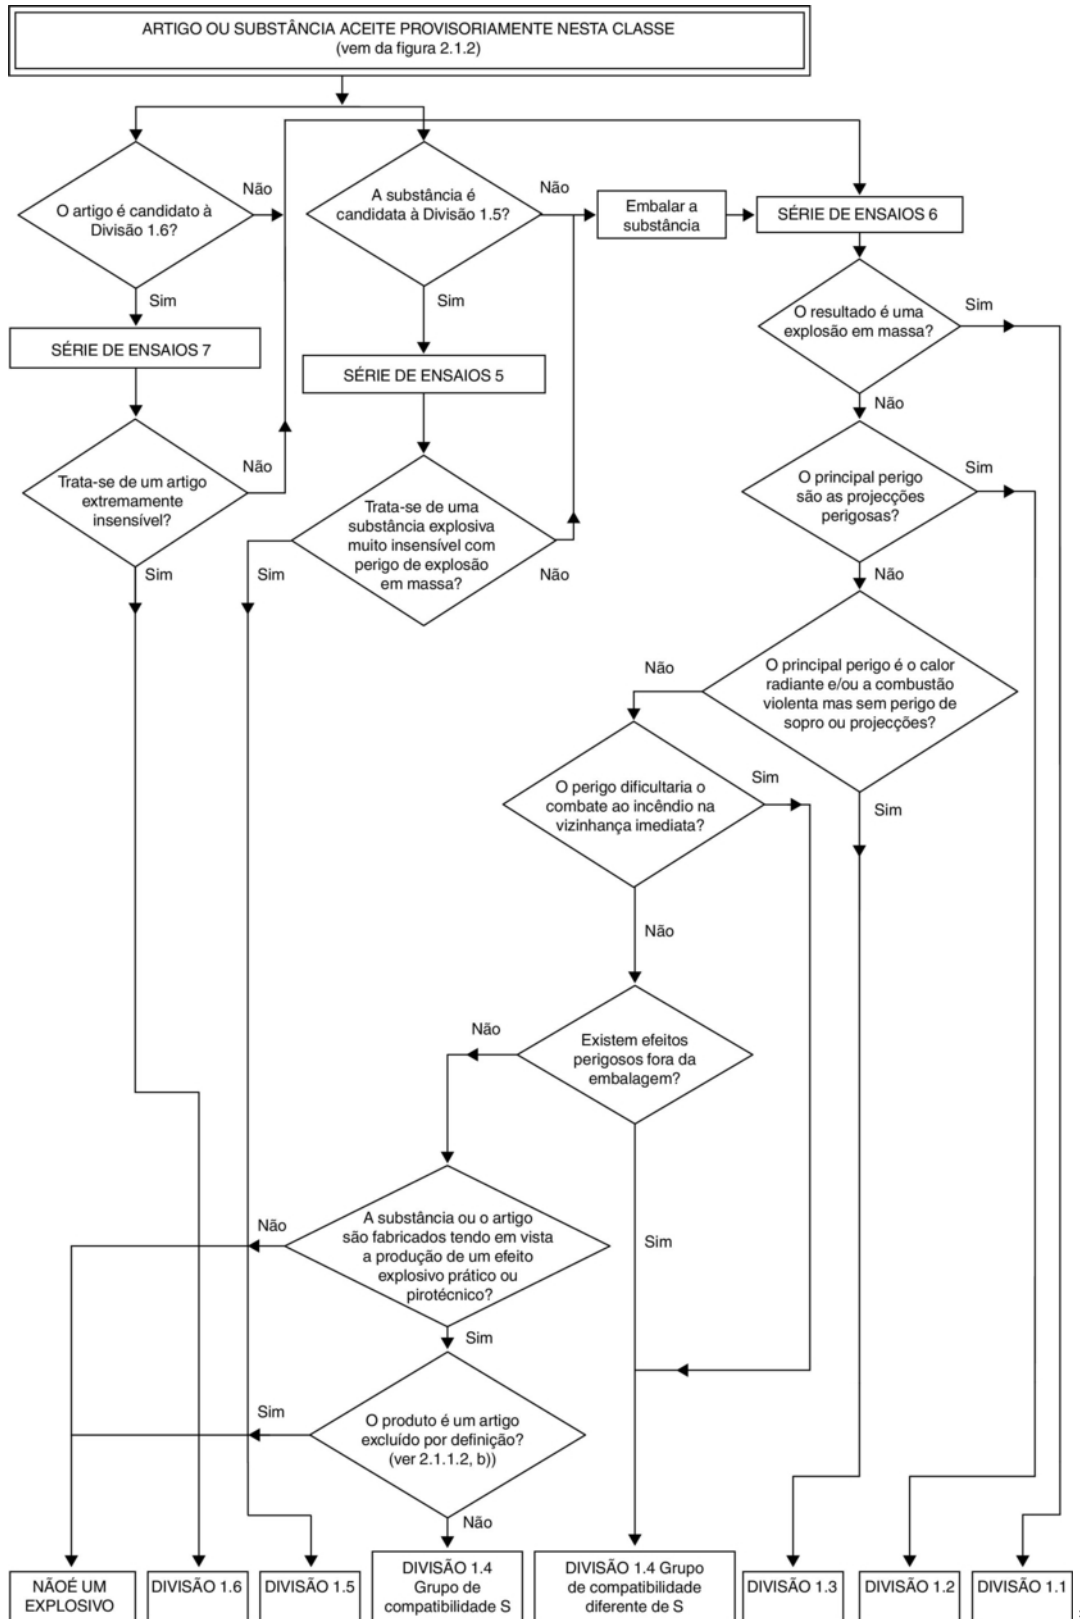 ARTIGO OU SUBSTÂNCIA ACEITE PROVISORIAMENTE NESTA CLASSE
(vem da figura 2.1.2)
O artigo é candidato à
Divisão 1.6?
Não
Sim
A substância é
candidata à Divisão 1.5?
Não
Sim
Embalar a
substância
SÉRIE DE ENSAIOS 6
O resultado é uma
explosão em massa?
Sim
Não
SÉRIE DE ENSAIOS 7
SÉRIE DE ENSAIOS 5
Trata-se de um artigo
extremamente
insensível?
Não
Sim
Trata-se de uma
substância explosiva
muito insensível com
perigo de explosão
em massa?
Sim
Não
O principal perigo
são as projecções
perigosas?
Sim
Não
O principal perigo é o calor
radiante e/ou a combustão
violenta mas sem perigo de
sopro ou projecções?
Não
Sim
O perigo dificultaria o
combate ao incêndio na
vizinhança imediata?
Sim
Não
Existem efeitos
perigosos fora da
embalagem?
Não
Sim
A substância ou o artigo
são fabricados tendo em vista
a produção de um efeito
explosivo prático ou
pirotécnico?
Não
Sim
O produto é um artigo
excluído por definição?
(ver 2.1.1.2, b))
Sim
Não
NÃOÉ UM
EXPLOSIVO
DIVISÃO 1.6
DIVISÃO 1.5
DIVISÃO 1.4
Grupo de
compatibilidade S
DIVISÃO 1.4 Grupo
de compatibilidade
diferente de S
DIVISÃO 1.3
DIVISÃO 1.2
DIVISÃO 1.1